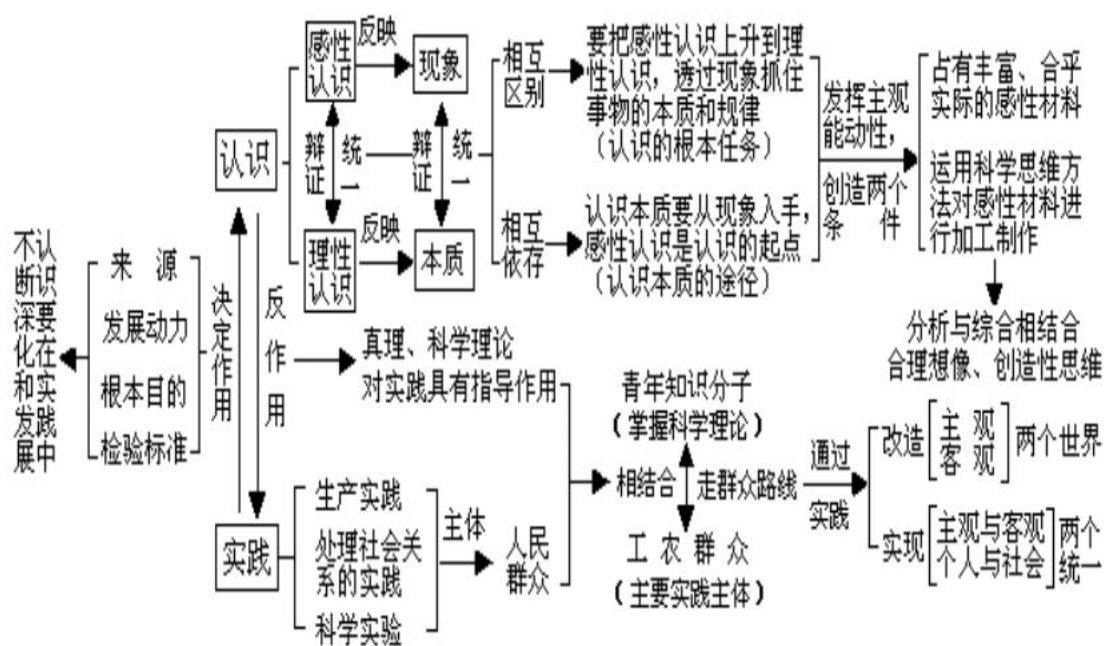 感性
认识
反映
现象
相互
区别
要把感性认识上升到理
性认识，透过现象抓住
事物的本质和规律
（认识的根本任务）
发挥主观
能动性，
创造两个
条 件
占有丰富、合乎
实际的感性材料
运用科学思维方
法对感性材料进
行加工制作
认识
辩证
统一
辩证
统一
理性
认识
反映
本质
相互
依存
认识本质要从现象入手，
感性认识是认识的起点
（认识本质的途径）
分析与综合相结合
合理想像、创造性思维
不断深化和发展
认识要在实践中
来 源
发展动力
根本目的
检验标准
决定作用
反作用
真理、科学理论
对实践具有指导作用
青年知识分子
（掌握科学理论）
相结合
走群众路线
工 农 群 众
（主要实践主体）
通过
实践
改造
主 观
客 观
两个世界
实现
主观与客观
个人与社会
两个
统一
实践
生产实践
处理社会关
系的实践
科学实验
主体
人民
群众